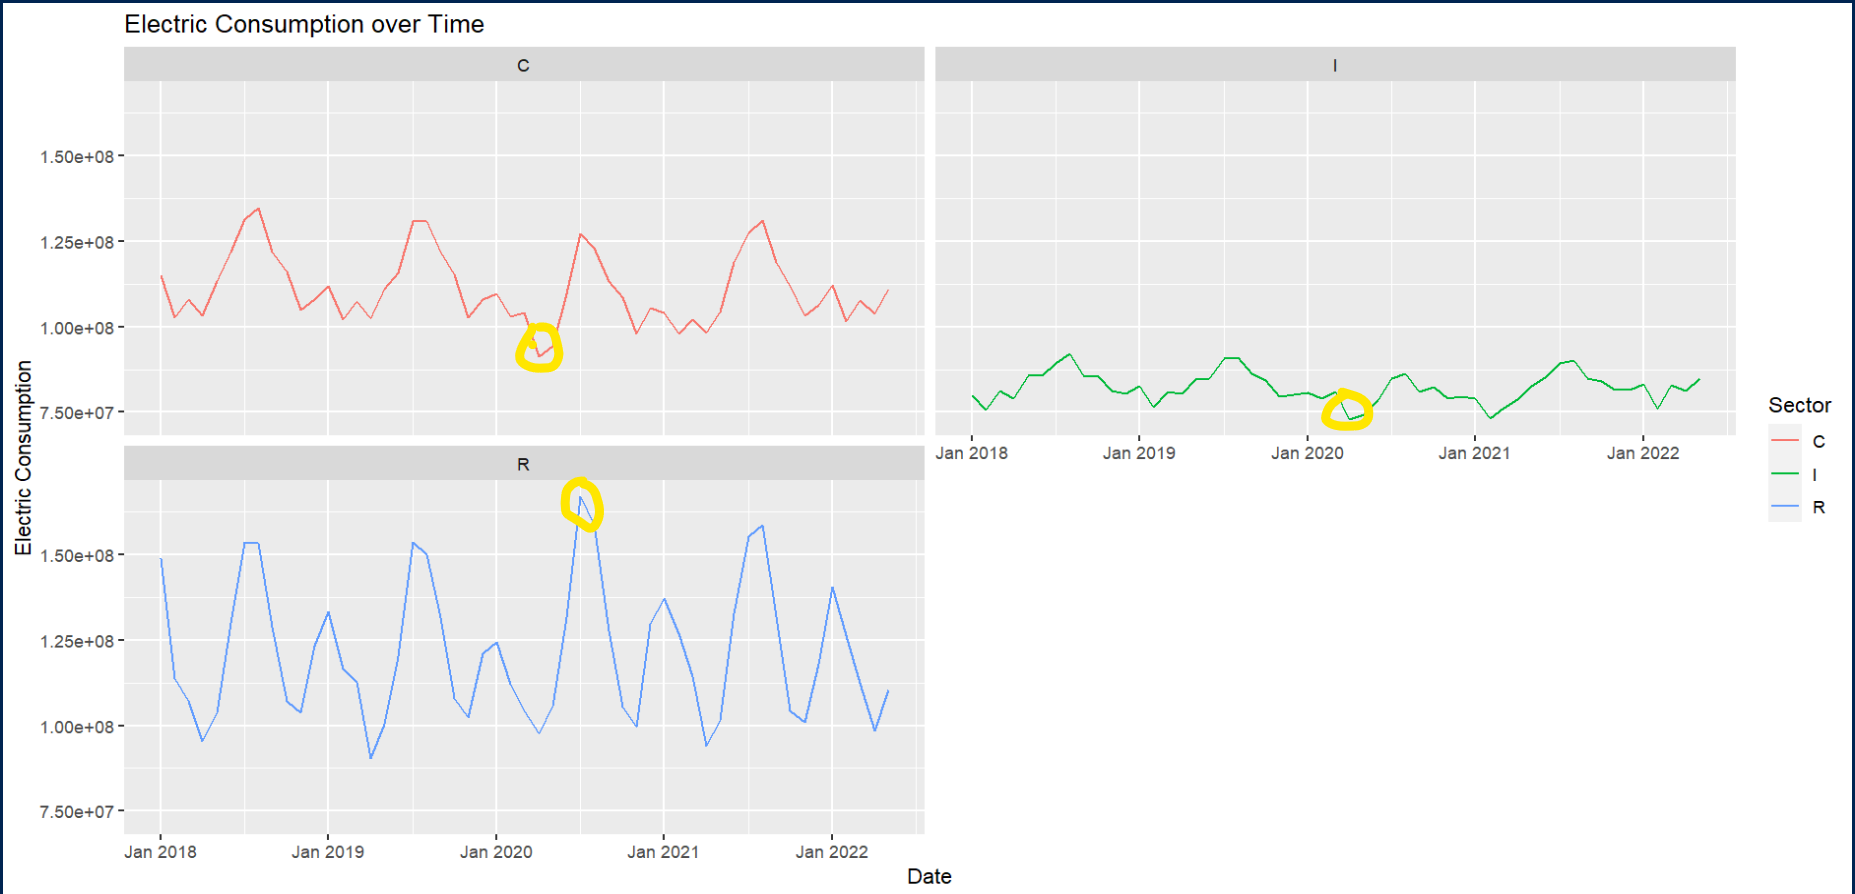 Electric Consumption over Time
C
I
1.50e+08
1.25e+08
1.00e+08
7.50e+07
Jan 2018
Jan 2019
Jan 2020
Jan 2021
Jan 2022
R
1.50e+08
1.25e+08
1.00e+08
7.50e+07
Jan 2018
Jan 2019
Jan 2020
Jan 2021
Jan 2022
Electric Consumption
Date
Sector
C
I
R